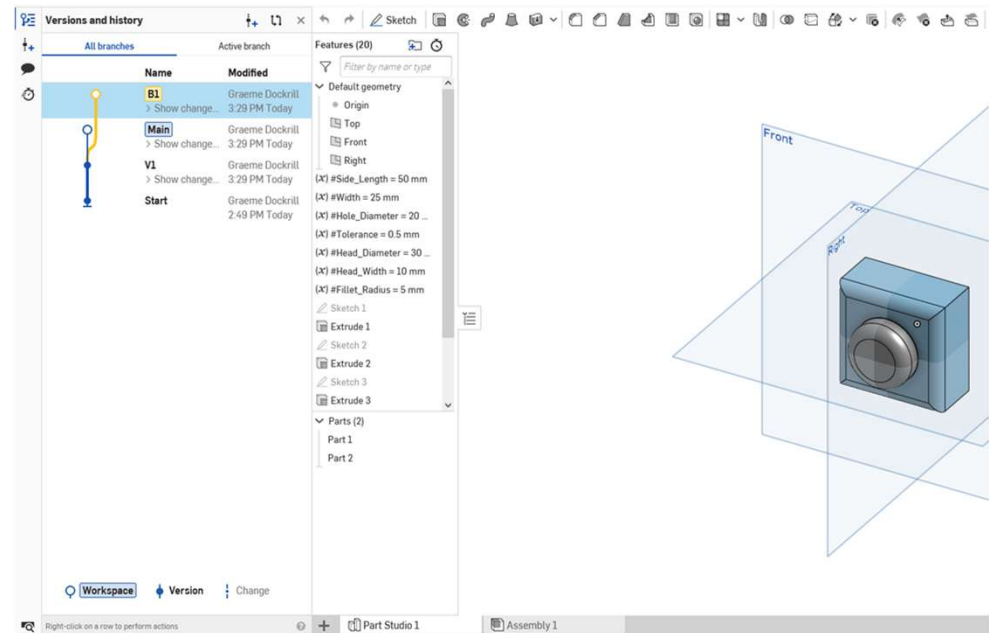 Versions and history
All branches Active branch
Name Modified
B1 Graeme Dockrill
Show change... 3:29 PM Today
Main Graeme Dockrill
Show change... 3:29 PM Today
V1 Graeme Dockrill
Show change... 3:29 PM Today
Start Graeme Dockrill
2:49 PM Today
Workspace Version Change
Right-click on a row to perform actions
Sketch
Features (20)
Filter by name or type
Default geometry
Origin
Top
Front
Right
(x) #Side_Length = 50 mm
(x) #Width = 25 mm
(x) #Hole_Diameter = 20 ...
(x) #Tolerance = 0.5 mm
(x) #Head_Diameter = 30 ...
(x) #Head_Width = 10 mm
(x) #Fillet_Radius = 5 mm
Sketch 1
Extrude 1
Sketch 2
Extrude 2
Sketch 3
Extrude 3
Parts (2)
Part 1
Part 2
Front
Top
Right
Part Studio 1 Assembly 1